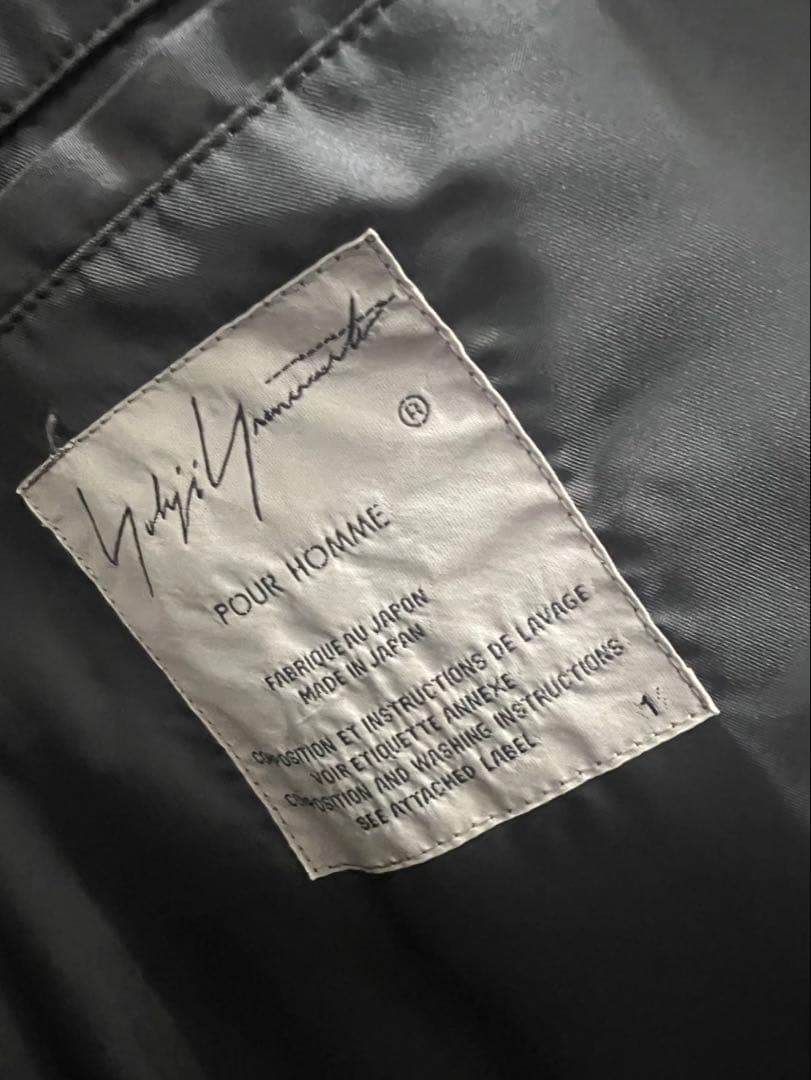 Yohji Yamamoto
®
POUR HOMME
FABRIQUE AU JAPON
MADE IN JAPAN
COMPOSITION ET INSTRUCTIONS DE LAVAGE
VOIR ETIQUETTE ANNEXE
COMPOSITION AND WASHING INSTRUCTIONS
SEE ATTACHED LABEL
1